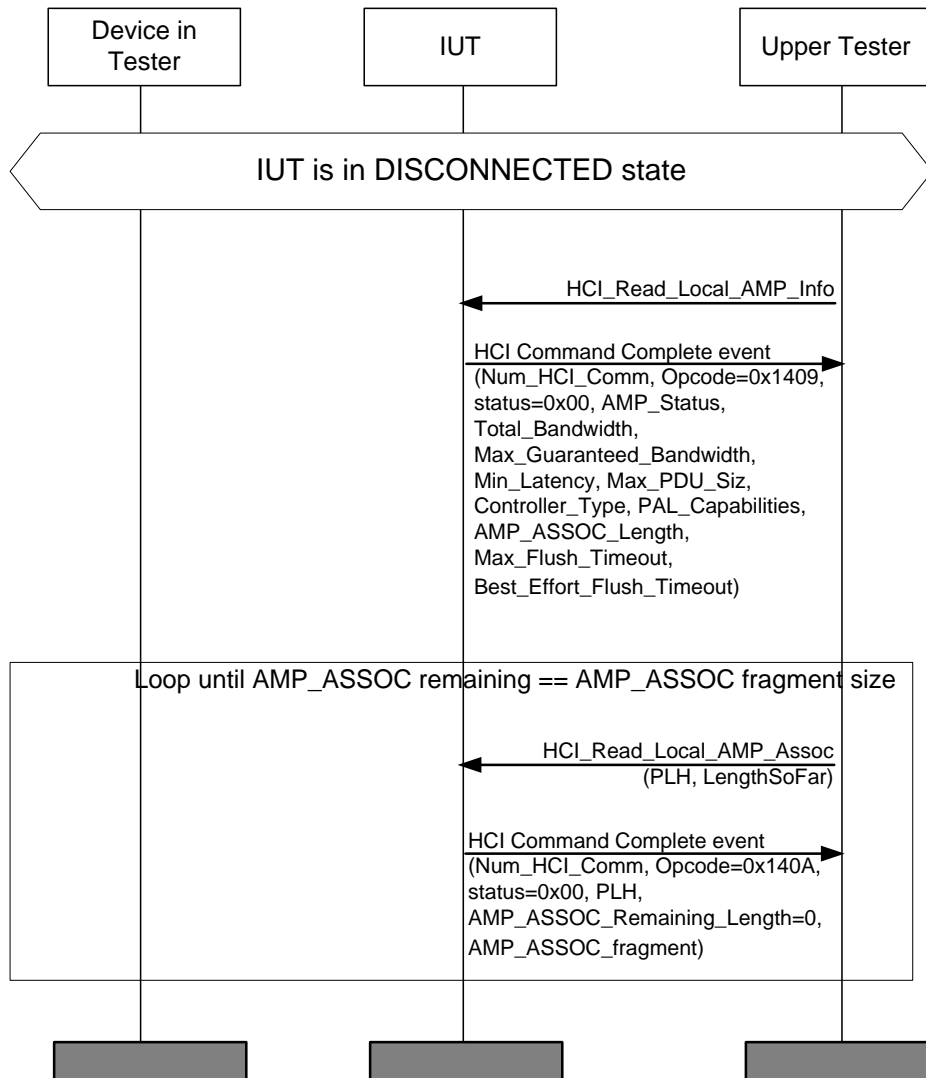 Device in
Tester
IUT
Upper Tester
IUT is in DISCONNECTED state
HCI_Read_Local_AMP_Info
HCI Command Complete event
(Num_HCI_Comm, Opcode=0x1409,
status=0x00, AMP_Status,
Total_Bandwidth,
Max_Guaranteed_Bandwidth,
Min_Latency, Max_PDU_Siz,
Controller_Type, PAL_Capabilities,
AMP_ASSOC_Length,
Max_Flush_Timeout,
Best_Effort_Flush_Timeout)
Loop until AMP_ASSOC remaining == AMP_ASSOC fragment size
HCI_Read_Local_AMP_Assoc
(PLH, LengthSoFar)
HCI Command Complete event
(Num_HCI_Comm, Opcode=0x140A,
status=0x00, PLH,
AMP_ASSOC_Remaining_Length=0,
AMP_ASSOC_fragment)